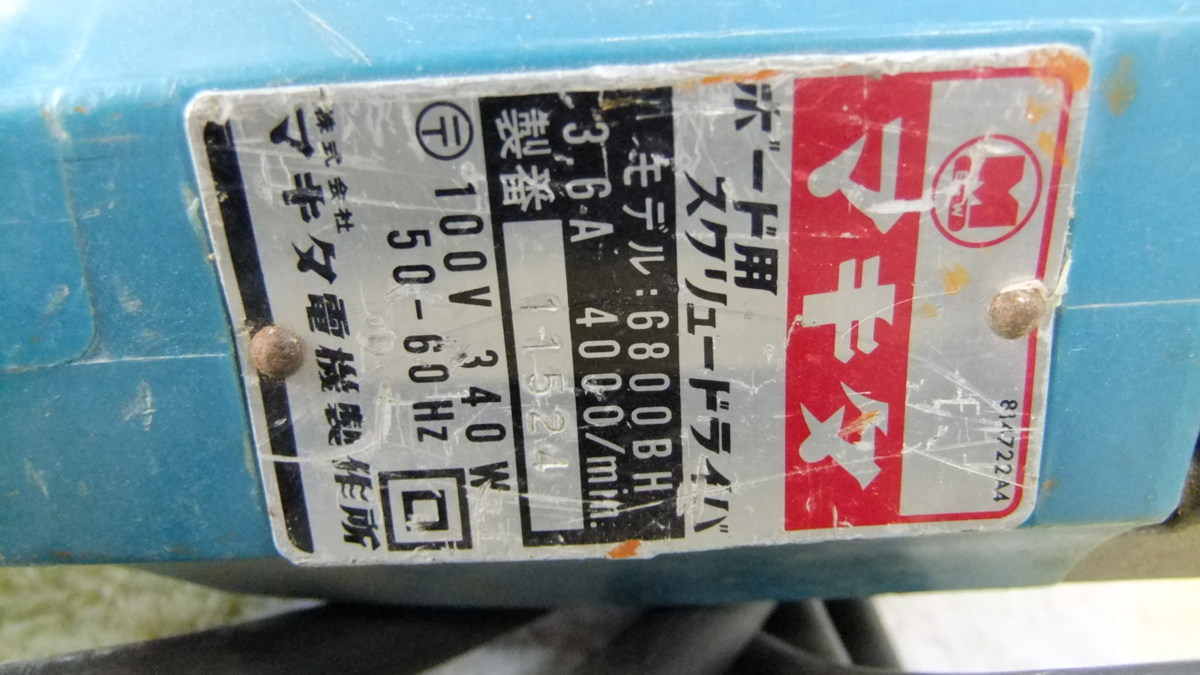 M
E.P.W
814722A4
マキタ
ボード用
スクリュードライバ
モデル:6800BH
3,6A 4000/min.
製番 11524
〒 100V 340W
50-60Hz
株式会社
マキタ電機製作所